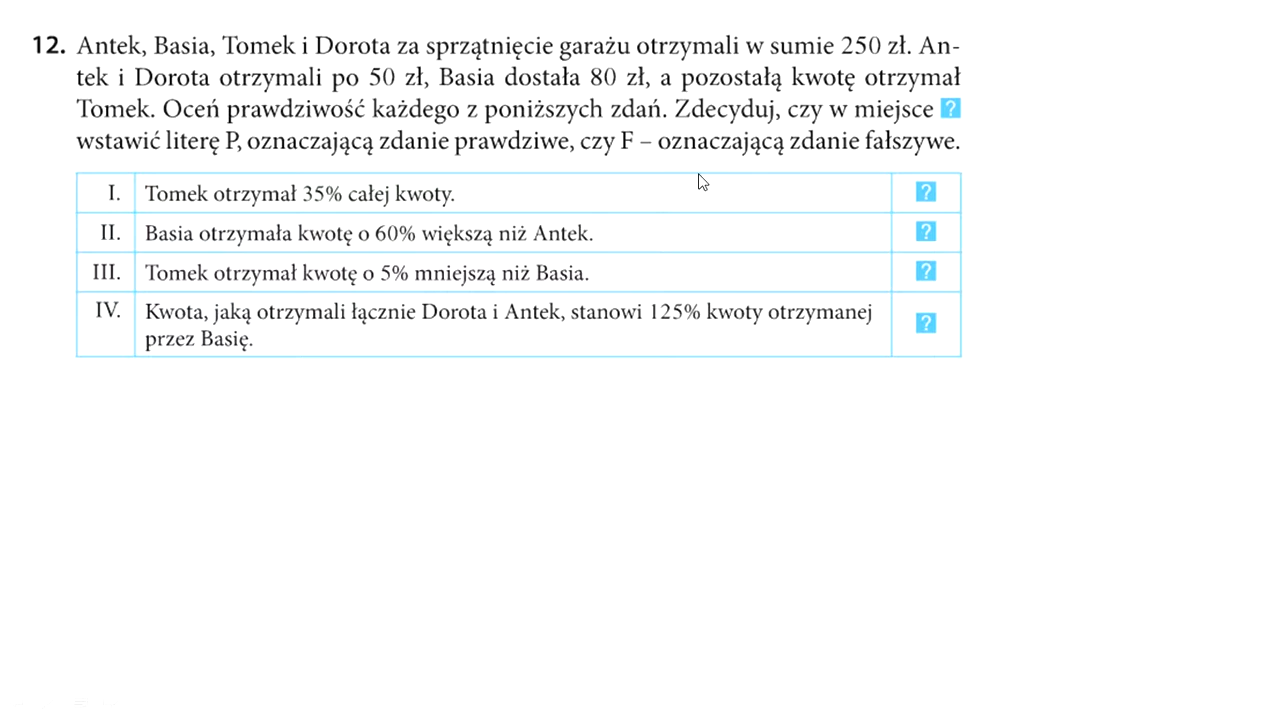 12. Antek, Basia, Tomek i Dorota za sprzątnięcie garażu otrzymali w sumie 250 zł. An-
tek i Dorota otrzymali po 50 zł, Basia dostała 80 zł, a pozostałą kwotę otrzymał
Tomek. Oceń prawdziwość każdego z poniższych zdań. Zdecyduj, czy w miejsce ?
wstawić literę P, oznaczającą zdanie prawdziwe, czy F – oznaczającą zdanie fałszywe.
I. Tomek otrzymał 35% całej kwoty. ?
II. Basia otrzymała kwotę o 60% większą niż Antek. ?
III. Tomek otrzymał kwotę o 5% mniejszą niż Basia. ?
IV. Kwota, jaką otrzymali łącznie Dorota i Antek, stanowi 125% kwoty otrzymanej
przez Basię. ?